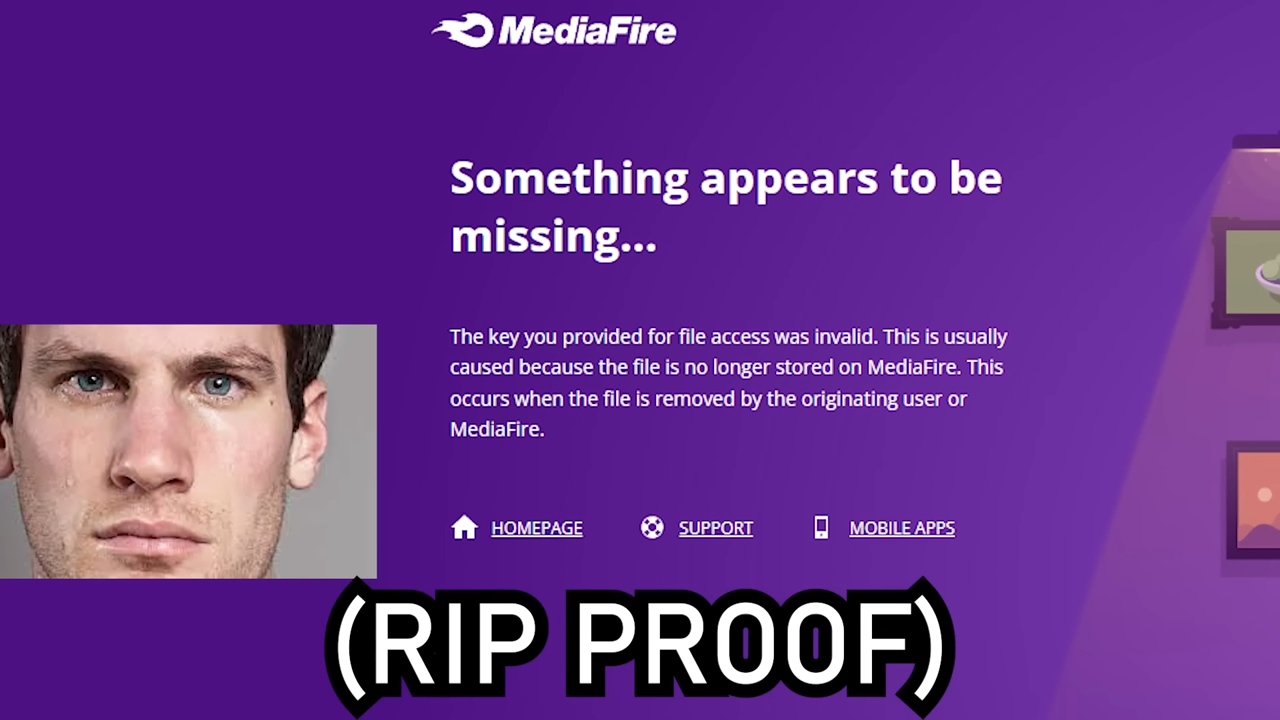 MediaFire
Something appears to be
missing...
The key you provided for file access was invalid. This is usually
caused because the file is no longer stored on MediaFire. This
occurs when the file is removed by the originating user or
MediaFire.
HOMEPAGE SUPPORT MOBILE APPS
(RIP PROOF)